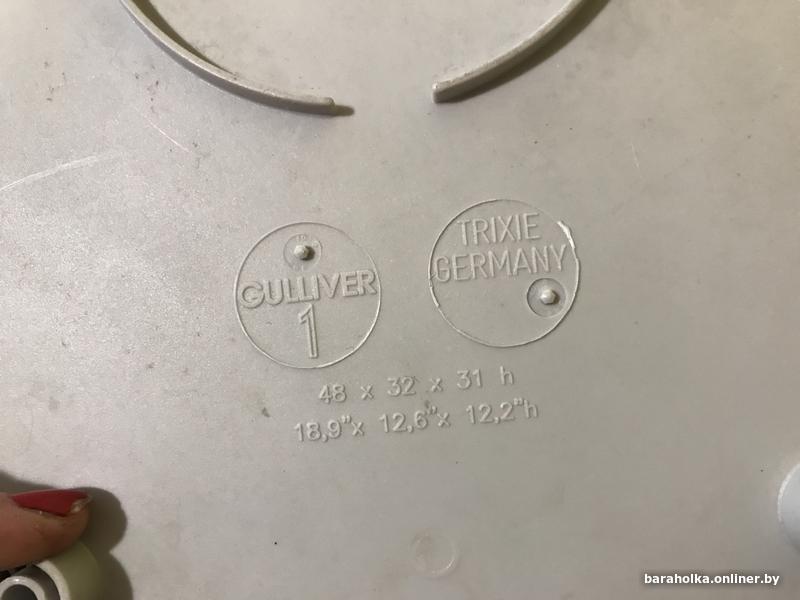 GULLIVER
1
TRIXIE
GERMANY
48 x 32 x 31 h
18,9"x 12,6"x 12,2"h
baraholka.onliner.by